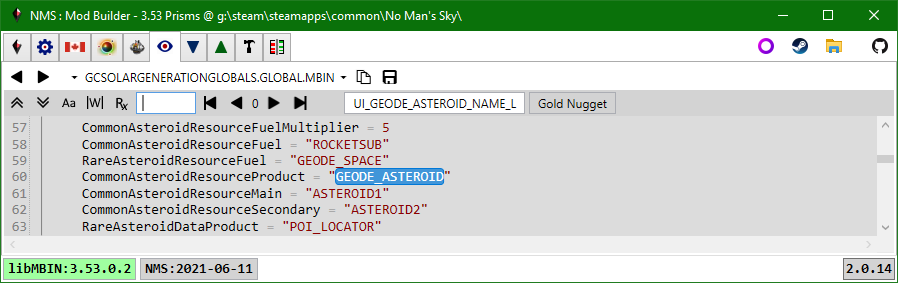 NMS : Mod Builder - 3.53 Prisms @ g:\steam\steamapps\common\No Man's Sky\
GCSOLARGENERATIONGLOBALS.GLOBAL.MBIN
Aa |W| Rx 0 UI_GEODE_ASTEROID_NAME_L Gold Nugget
57 CommonAsteroidResourceFuelMultiplier = 5
58 CommonAsteroidResourceFuel = "ROCKETSUB"
59 RareAsteroidResourceFuel = "GEODE_SPACE"
60 CommonAsteroidResourceProduct = "GEODE_ASTEROID"
61 CommonAsteroidResourceMain = "ASTEROID1"
62 CommonAsteroidResourceSecondary = "ASTEROID2"
63 RareAsteroidDataProduct = "POI_LOCATOR"
libMBIN:3.53.0.2 NMS:2021-06-11 2.0.14